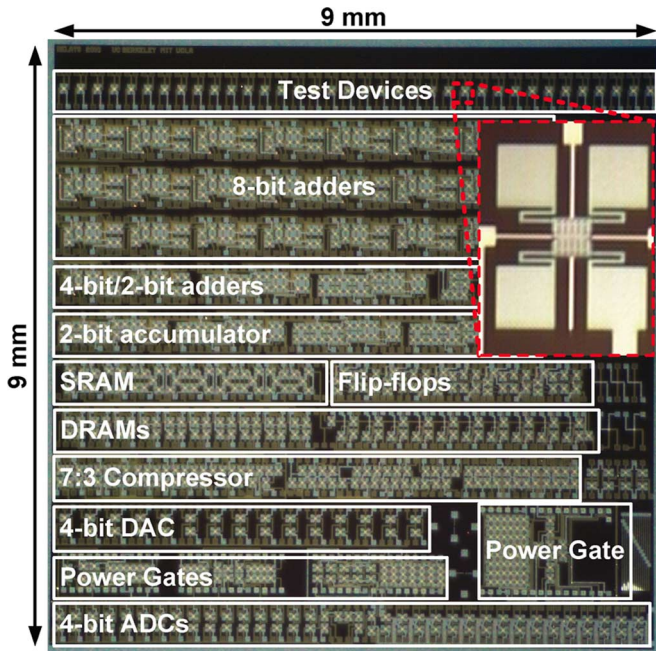 9 mm
9 mm
Test Devices
8-bit adders
4-bit/2-bit adders
2-bit accumulator
SRAM
Flip-flops
DRAMs
7:3 Compressor
4-bit DAC
Power Gate
Power Gates
4-bit ADCs